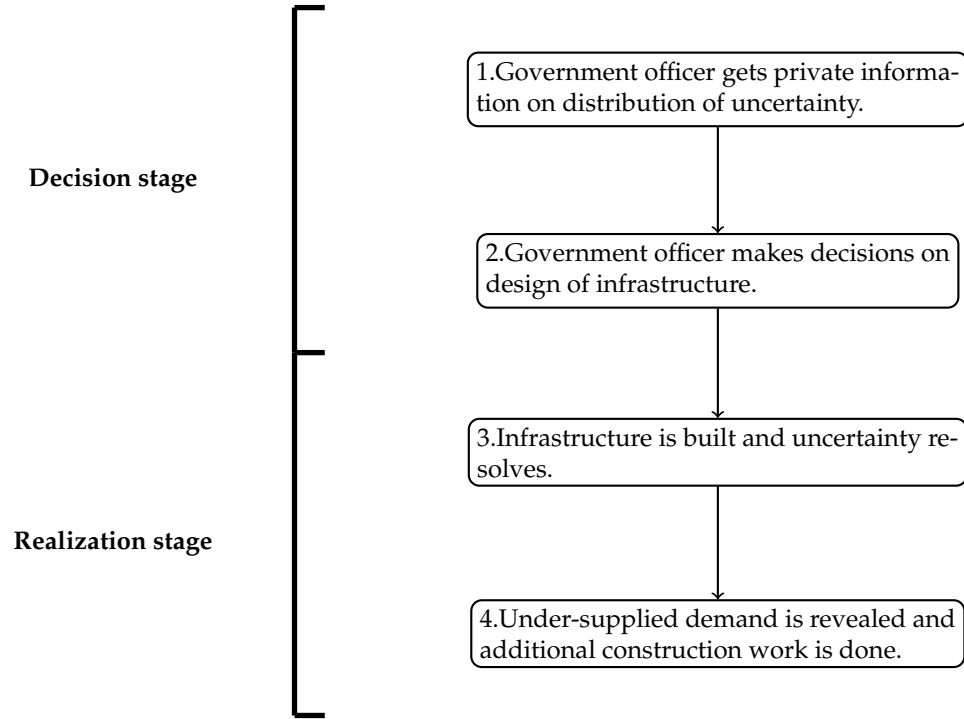 1.Government officer gets private informa-
tion on distribution of uncertainty.
Decision stage
2.Government officer makes decisions on
design of infrastructure.
3.Infrastructure is built and uncertainty re-
solves.
Realization stage
4.Under-supplied demand is revealed and
additional construction work is done.